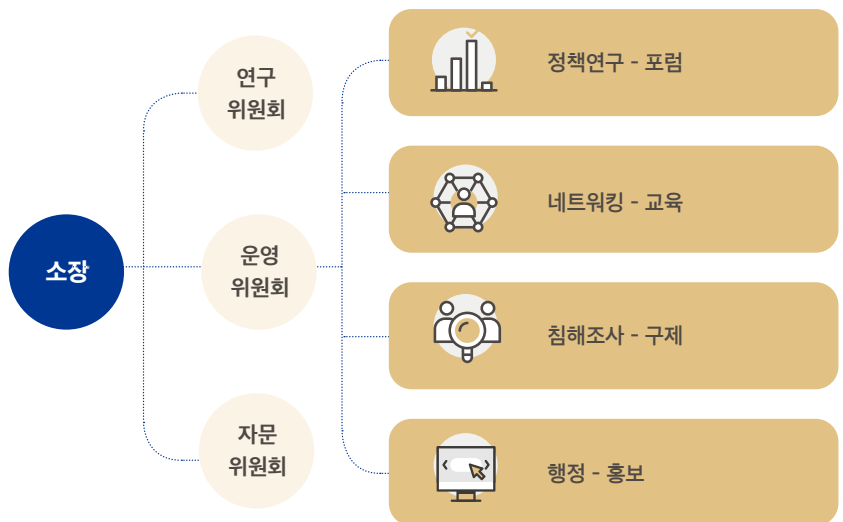 소장
연구
위원회
운영
위원회
자문
위원회
정책연구 - 포럼
네트워킹 - 교육
침해조사 - 구제
행정 - 홍보